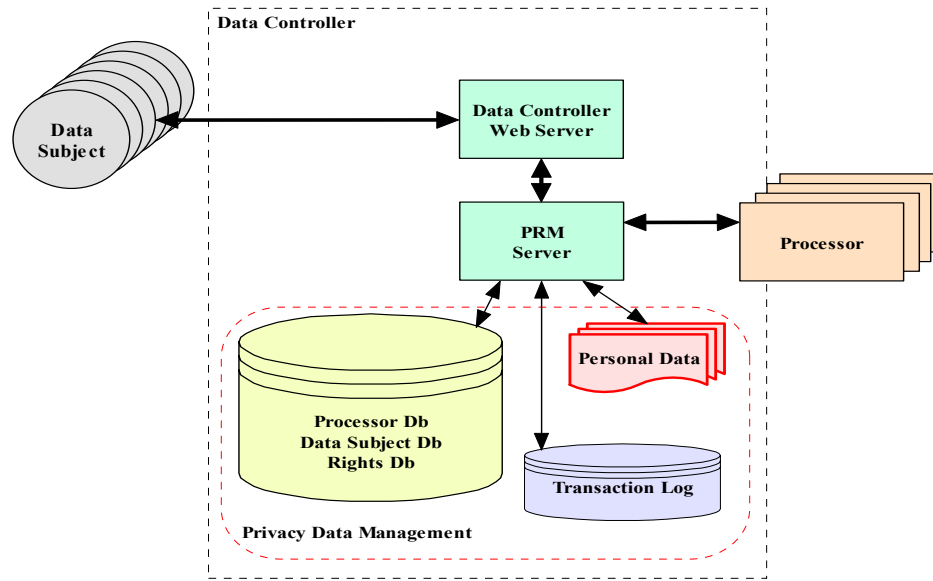 Data Controller
Data
Subject
Data Controller
Web Server
PRM
Server
Processor
Personal Data
Processor Db
Data Subject Db
Rights Db
Transaction Log
Privacy Data Management